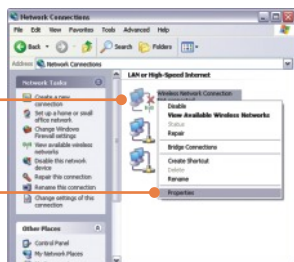 Network Connections
File Edit View Favorites Tools Advanced Help
Back Search Folders
Address Network Connections
Network Tasks
Create a new
connection
Set up a home or small
office network
Change Windows
Firewall settings
View available wireless
networks
Disable this network
device
Repair this connection
Rename this connection
Change settings of this
connection
Other Places
Control Panel
My Network Places
LAN or High-Speed Internet
Wireless Network Connection
Disable
View Available Wireless Networks
Status
Repair
Bridge Connections
Create Shortcut
Delete
Rename
Properties